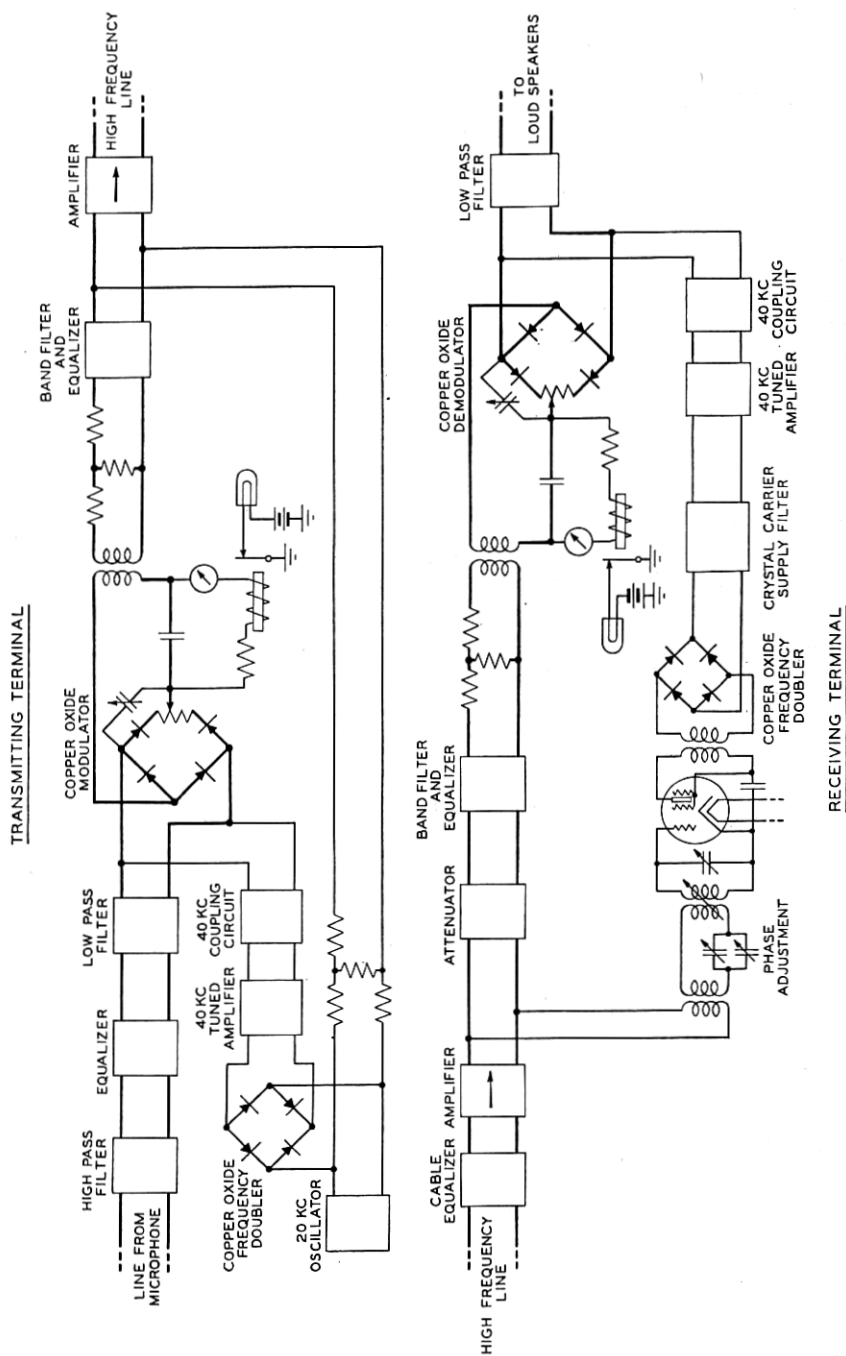 TRANSMITTING TERMINAL
HIGH PASS
FILTER
EQUALIZER
LOW PASS
FILTER
COPPER OXIDE
MODULATOR
BAND FILTER
AND
EQUALIZER
AMPLIFIER
LINE FROM
MICROPHONE
HIGH FREQUENCY
LINE
COPPER OXIDE
FREQUENCY
DOUBLER
40 KC
TUNED
AMPLIFIER
40 KC
COUPLING
CIRCUIT
20 KC
OSCILLATOR
CABLE
EQUALIZER
AMPLIFIER
ATTENUATOR
BAND FILTER
AND
EQUALIZER
COPPER OXIDE
DEMODULATOR
LOW PASS
FILTER
HIGH FREQUENCY
LINE
TO
LOUD SPEAKERS
PHASE
ADJUSTMENT
COPPER OXIDE
FREQUENCY
DOUBLER
CRYSTAL CARRIER
SUPPLY FILTER
40 KC
TUNED
AMPLIFIER
40 KC
COUPLING
CIRCUIT
RECEIVING TERMINAL